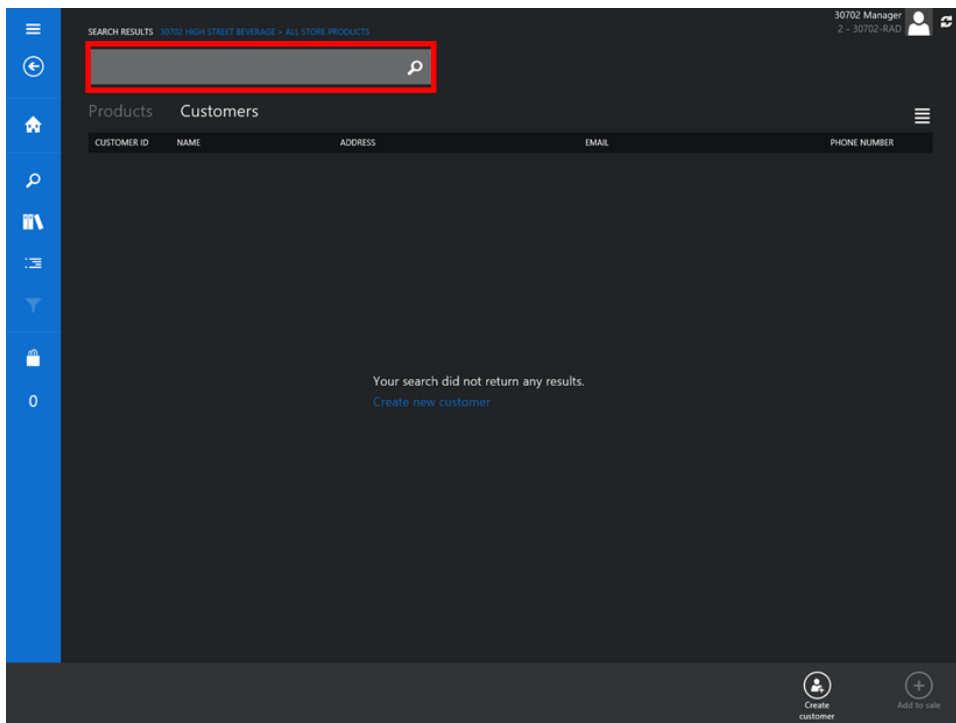 30702 Manager
SEARCH RESULTS 30702 HIGH STREET BEVERAGE > ALL STORE PRODUCTS
2 - 30702-RAD
Products Customers
CUSTOMER ID NAME ADDRESS EMAIL PHONE NUMBER
Your search did not return any results.
Create new customer
0
Create
customer
Add to sale